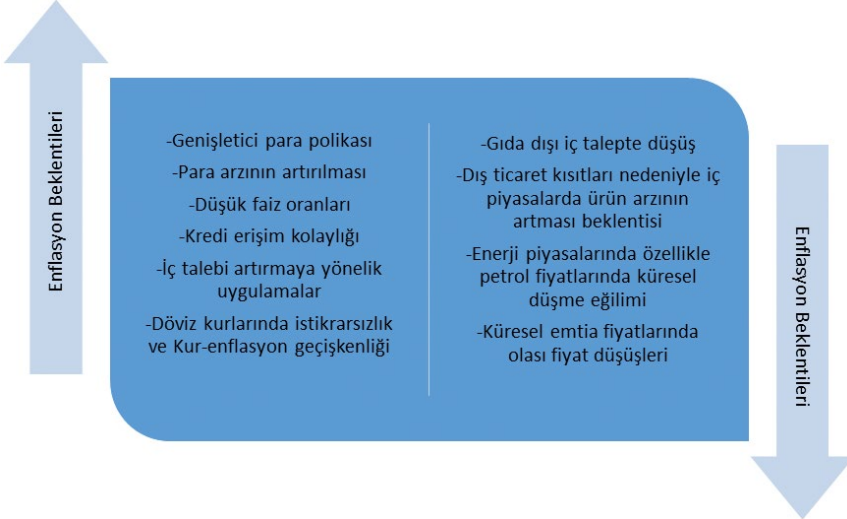 Enflasyon Beklentileri
-Genişletici para polikası
-Para arzının artırılması
-Düşük faiz oranları
-Kredi erişim kolaylığı
-İç talebi artırmaya yönelik
uygulamalar
-Döviz kurlarında istikrarsızlık
ve Kur-enflasyon geçişkenliği
-Gıda dışı iç talepte düşüş
-Dış ticaret kısıtları nedeniyle iç
piyasalarda ürün arzının
artması beklentisi
-Enerji piyasalarında özellikle
petrol fiyatlarında küresel
düşme eğilimi
-Küresel emtia fiyatlarında
olası fiyat düşüşleri
Enflasyon Beklentileri